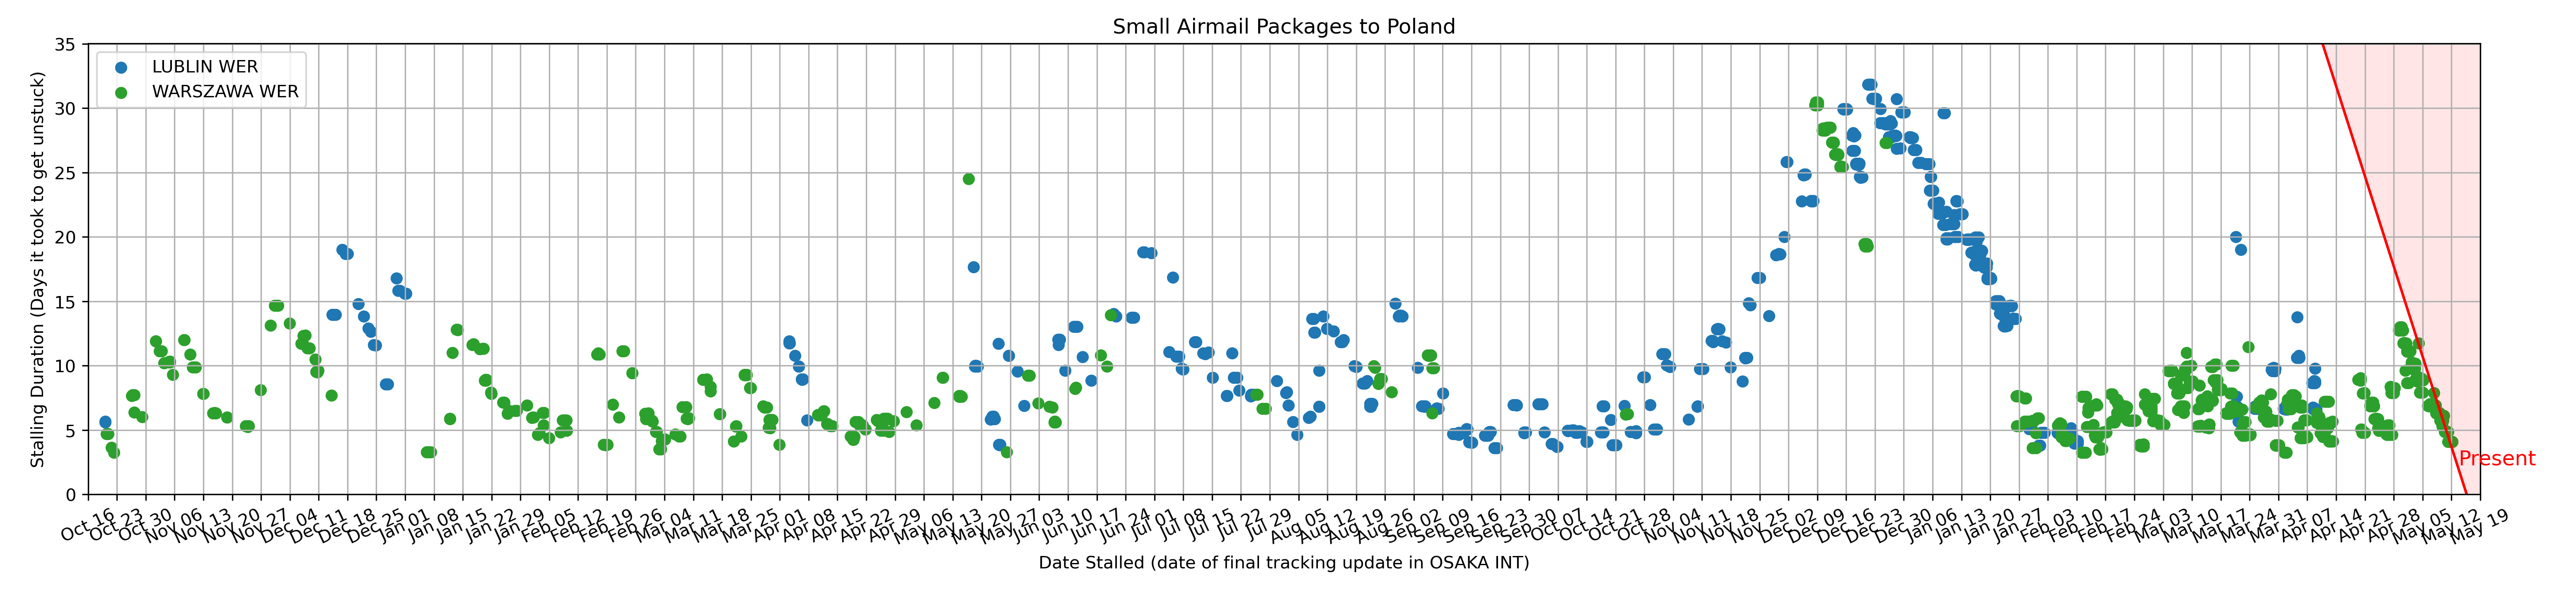 Small Airmail Packages to Poland
LUBLIN WER
WARSZAWA WER
Stalling Duration (Days it took to get unstuck)
35
30
25
20
15
10
5
0
Present
Oct 16 Oct 23 Oct 30 Nov 06 Nov 13 Nov 20 Nov 27 Dec 04 Dec 11 Dec 18 Dec 25 Jan 01 Jan 08 Jan 15 Jan 22 Jan 29 Feb 05 Feb 12 Feb 19 Feb 26 Mar 04 Mar 11 Mar 18 Mar 25 Apr 01 Apr 08 Apr 15 Apr 22 Apr 29 May 06 May 13 May 20 May 27 Jun 03 Jun 10 Jun 17 Jun 24 Jul 01 Jul 08 Jul 15 Jul 22 Jul 29 Aug 05 Aug 12 Aug 19 Aug 26 Sep 02 Sep 09 Sep 16 Sep 23 Sep 30 Oct 07 Oct 14 Oct 21 Oct 28 Nov 04 Nov 11 Nov 18 Nov 25 Dec 02 Dec 09 Dec 16 Dec 23 Dec 30 Jan 06 Jan 13 Jan 20 Jan 27 Feb 03 Feb 10 Feb 17 Feb 24 Mar 03 Mar 10 Mar 17 Mar 24 Mar 31 Apr 07 Apr 14 Apr 21 Apr 28 May 05 May 12 May 19
Date Stalled (date of final tracking update in OSAKA INT)